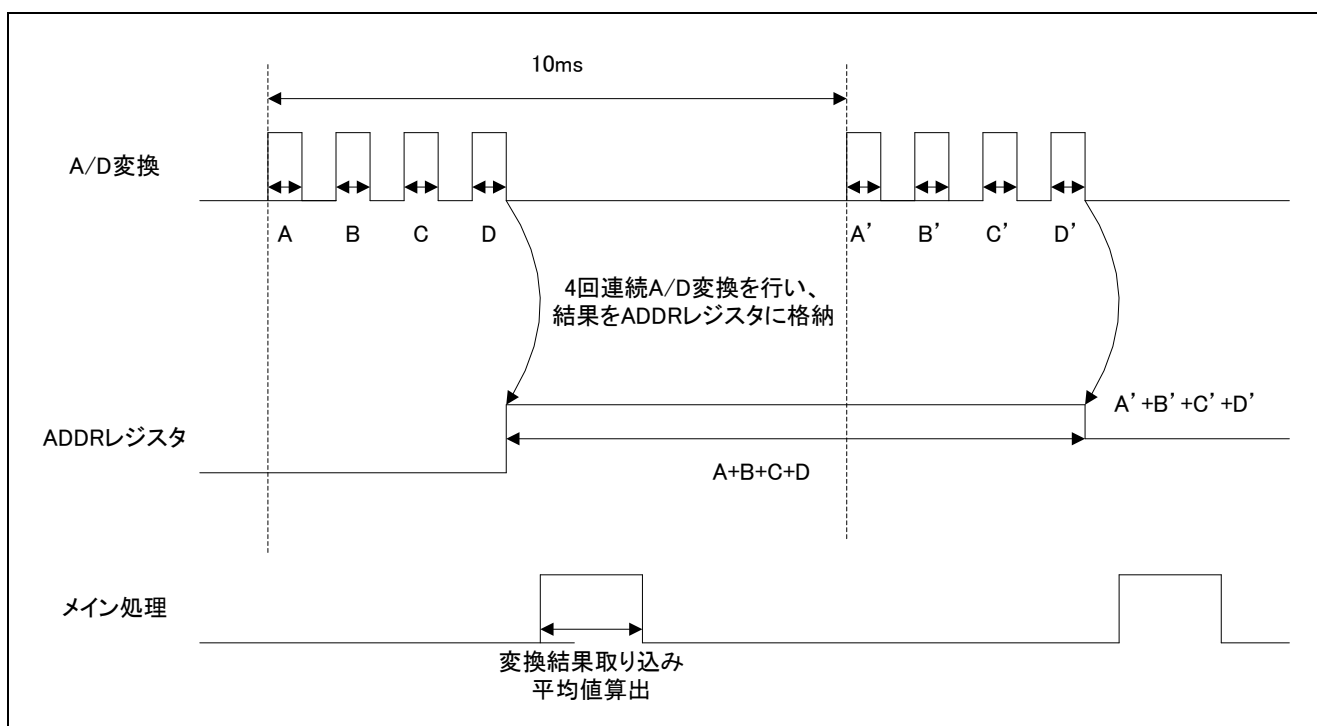 10ms
A/D変換
A
B
C
D
A’
B’
C’
D’
4回連続A/D変換を行い、
結果をADDRレジスタに格納
A’+B’+C’+D’
ADDRレジスタ
A+B+C+D
メイン処理
変換結果取り込み
平均値算出